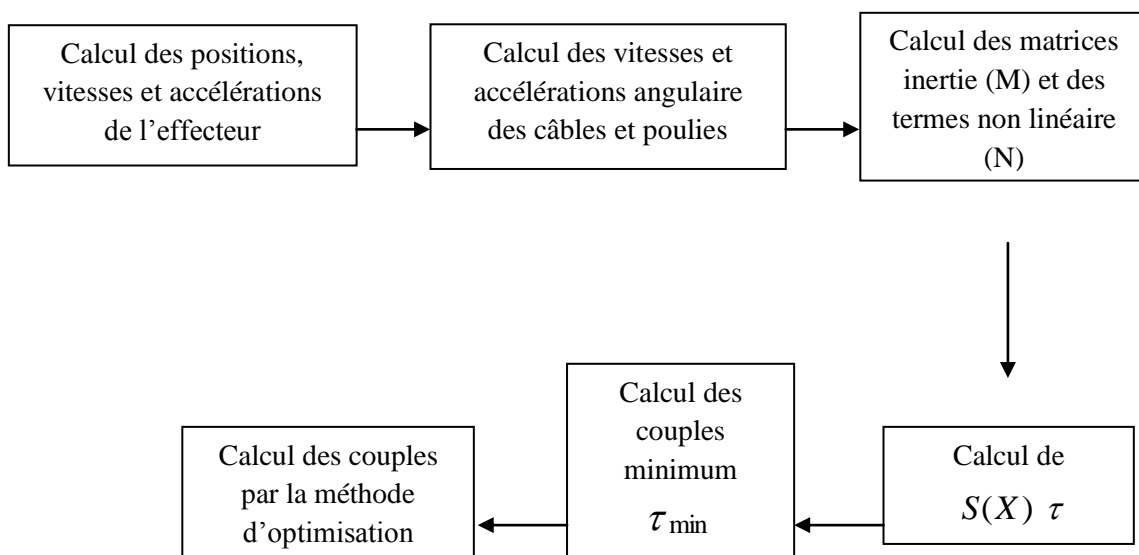 Calcul des positions,
vitesses et accélérations
de l’effecteur
Calcul des vitesses et
accélérations angulaire
des câbles et poulies
Calcul des matrices
inertie (M) et des
termes non linéaire
(N)
Calcul de
S(X) τ
Calcul des
couples
minimum
τ min
Calcul des couples
par la méthode
d’optimisation